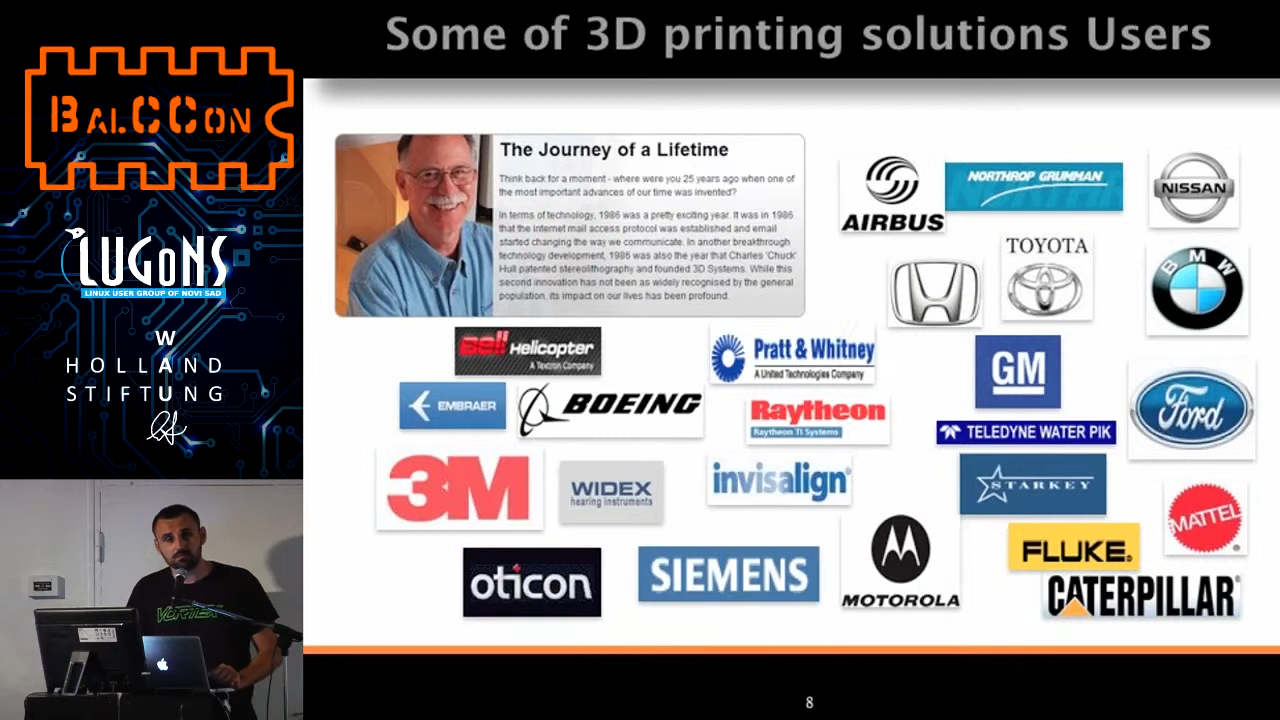 Some of 3D printing solutions Users
BALCCON
LUGONS
LINUX USER GROUP OF NOVI SAD
W
HOLLAND
A
U
STIFTUNG
The Journey of a Lifetime
Think back for a moment - where were you 25 years ago when one of
the most important advances of our time was invented?
In terms of technology, 1986 was a pretty exciting year. It was in 1986
that the internet mail access protocol was established and email
started changing the way we communicate. In another breakthrough
technology development, 1986 was also the year that Charles 'Chuck'
Hull patented stereolithography and founded 3D Systems. While this
second innovation has not been as widely recognised by the general
population, its impact on our lives has been profound.
AIRBUS
NORTHROP GRUMMAN
NISSAN
TOYOTA
BMW
Bell Helicopter
A Textron Company
Pratt & Whitney
A United Technologies Company
GM
EMBRAER
BOEING
Raytheon
Raytheon TI Systems
TELEDYNE WATER PIK
Ford
3M
WIDEX
hearing instruments
invisalign®
STARKEY
MATTEL®
oticon
SIEMENS
MOTOROLA
FLUKE®
CATERPILLAR®
VORTEX
8